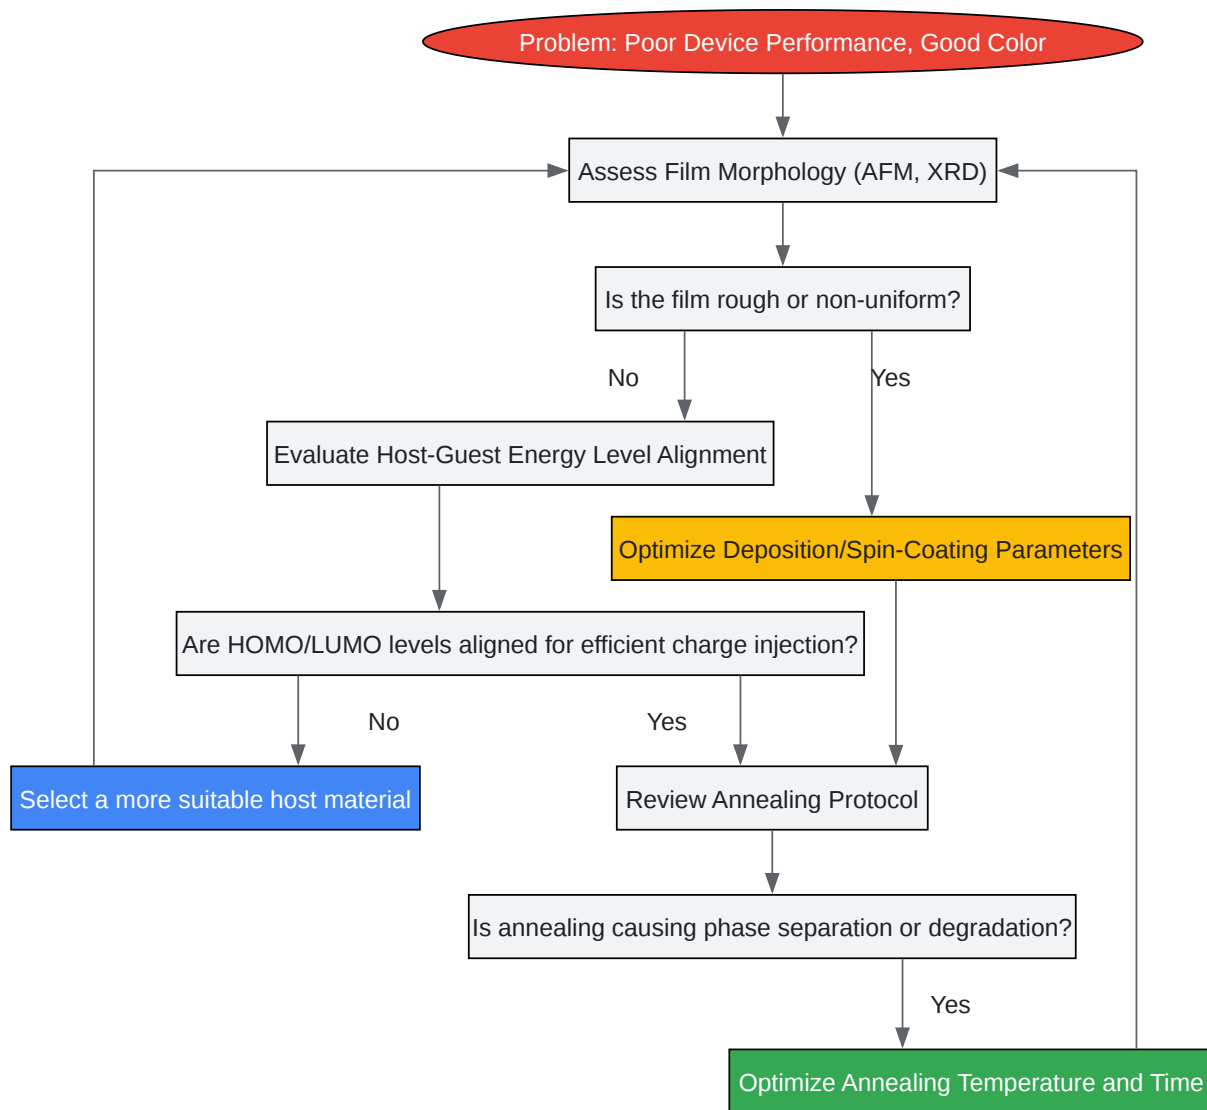 Problem: Poor Device Performance, Good Color
Assess Film Morphology (AFM, XRD)
Is the film rough or non-uniform?
No
Yes
Evaluate Host-Guest Energy Level Alignment
Optimize Deposition/Spin-Coating Parameters
Are HOMO/LUMO levels aligned for efficient charge injection?
No
Yes
Select a more suitable host material
Review Annealing Protocol
Is annealing causing phase separation or degradation?
Yes
Optimize Annealing Temperature and Time